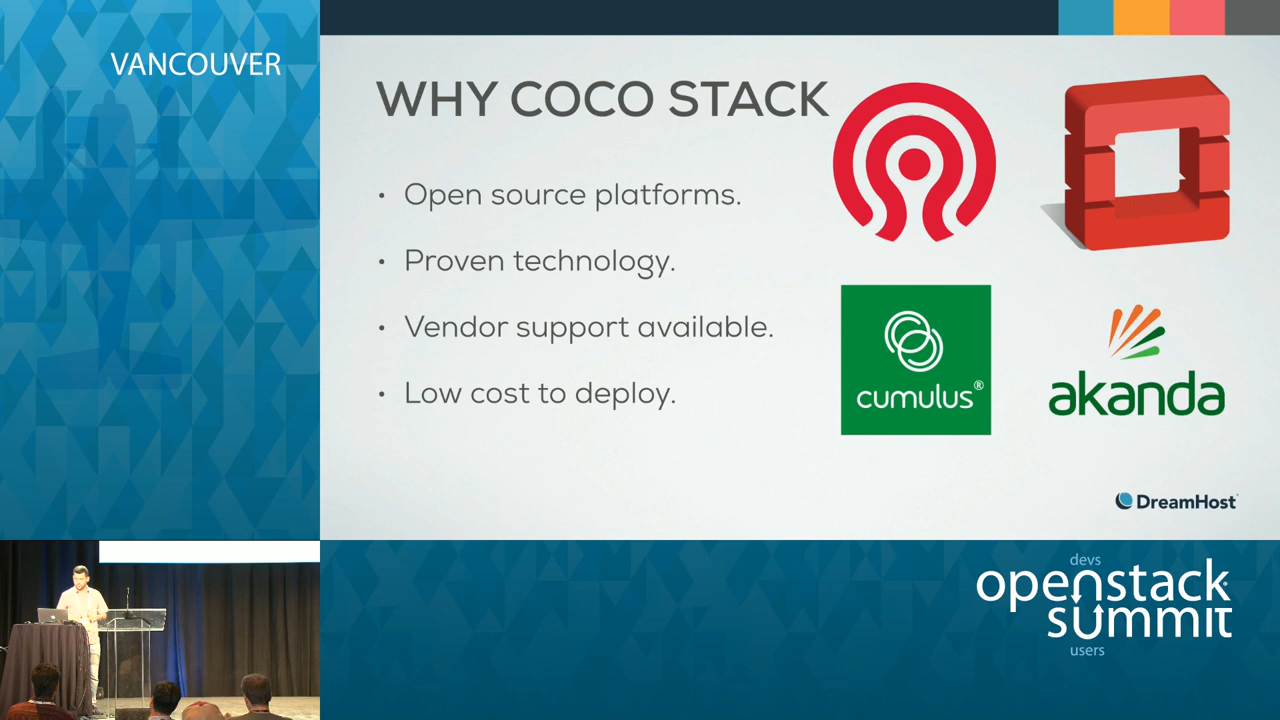 VANCOUVER
WHY COCO STACK
• Open source platforms.
• Proven technology.
• Vendor support available.
• Low cost to deploy.
cumulus®
akanda
DreamHost
devs
openstack
summit
users